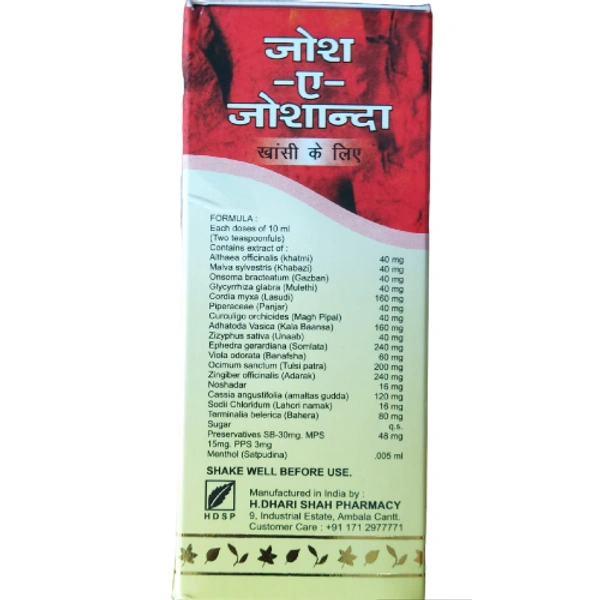 जोश
-ए-
जोशान्दा
खांसी के लिए
FORMULA :
Each doses of 10 ml
(Two teaspoonfuls)
Contains extract of :
Althaea officinalis (khatmi) 40 mg
Malva sylvestris (Khabazi) 40 mg
Onsoma bracteatum (Gazban) 40 mg
Glycyrrhiza glabra (Mulethi) 40 mg
Cordia myxa (Lasudi) 160 mg
Piperaceae (Panjar) 40 mg
Curouligo orchicides (Magh Pipal) 40 mg
Adhatoda Vasica (Kala Baansa) 160 mg
Zizyphus sativa (Unaab) 40 mg
Ephedra gerardiana (Somlata) 240 mg
Viola odorata (Banafsha) 60 mg
Ocimum sanctum (Tulsi patra) 200 mg
Zingiber officinalis (Adarak) 240 mg
Noshadar 16 mg
Cassia angustifolia (amaltas gudda) 120 mg
Sodii Chloridum (Lahori namak) 16 mg
Terminalia belerica (Bahera) 80 mg
Sugar q.s.
Preservatives SB-30mg. MPS 48 mg
15mg. PPS 3mg
Menthol (Satpudina) .005 ml
SHAKE WELL BEFORE USE.
Manufactured in India by :
H.DHARI SHAH PHARMACY
9, Industrial Estate, Ambala Cantt.
Customer Care : +91 171 2977771
HDSP